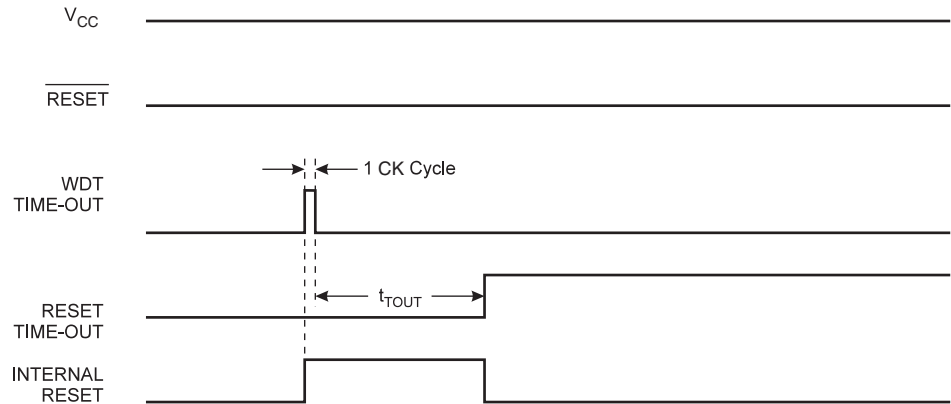 VCC
RESET
1 CK Cycle
WDT
TIME-OUT
tTOUT
RESET
TIME-OUT
INTERNAL
RESET